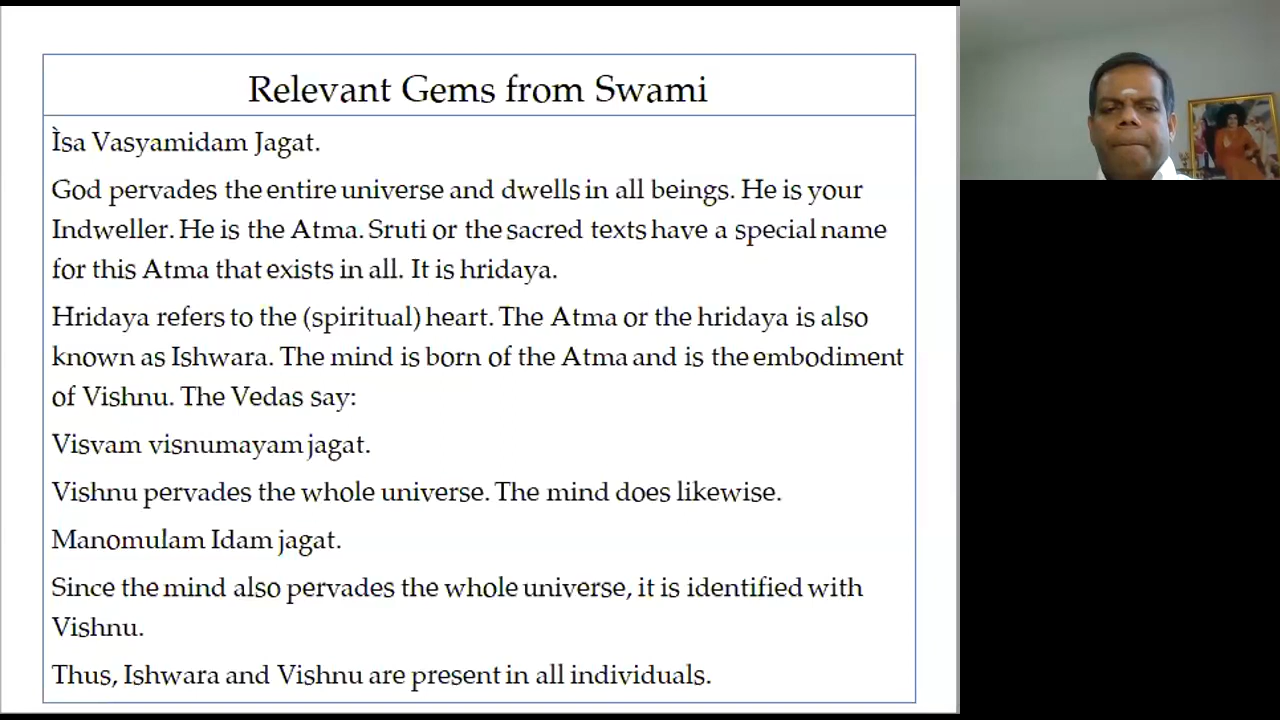 Relevant Gems from Swami
Ìsa Vasyamidam Jagat.
God pervades the entire universe and dwells in all beings. He is your
Indweller. He is the Atma. Sruti or the sacred texts have a special name
for this Atma that exists in all. It is hridaya.
Hridaya refers to the (spiritual) heart. The Atma or the hridaya is also
known as Ishwara. The mind is born of the Atma and is the embodiment
of Vishnu. The Vedas say:
Visvam visnumayam jagat.
Vishnu pervades the whole universe. The mind does likewise.
Manomulam Idam jagat.
Since the mind also pervades the whole universe, it is identified with
Vishnu.
Thus, Ishwara and Vishnu are present in all individuals.